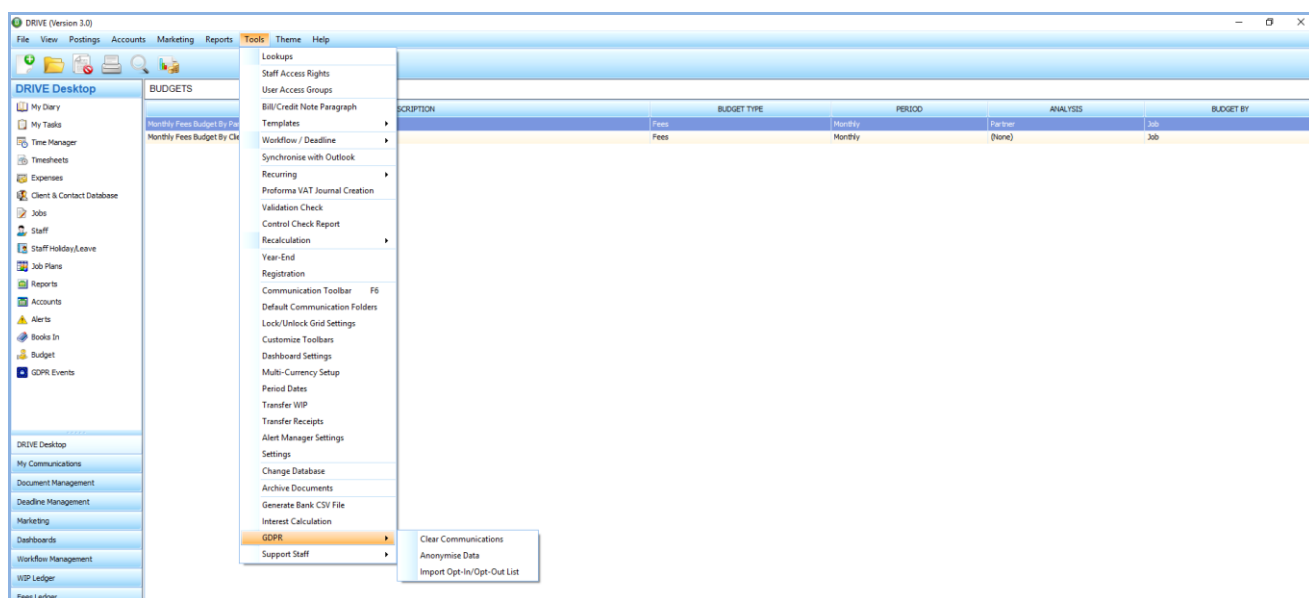 DRIVE (Version 3.0)
File View Postings Accounts Marketing Reports Tools Theme Help
DRIVE Desktop
My Diary
My Tasks
Time Manager
Timesheets
Expenses
Client & Contact Database
Jobs
Staff
Staff Holiday/Leave
Job Plans
Reports
Accounts
Alerts
Books In
Budget
GDPR Events
DRIVE Desktop
My Communications
Document Management
Deadline Management
Marketing
Dashboards
Workflow Management
WIP Ledger
Fees Ledger
BUDGETS
SCRIPTION BUDGET TYPE PERIOD ANALYSIS BUDGET BY
Monthly Fees Budget By Par Fees Monthly Partner Job
Monthly Fees Budget By Cle Fees Monthly (None) Job
Lookups
Staff Access Rights
User Access Groups
Bill/Credit Note Paragraph
Templates
Workflow / Deadline
Synchronise with Outlook
Recurring
Proforma VAT Journal Creation
Validation Check
Control Check Report
Recalculation
Year-End
Registration
Communication Toolbar F6
Default Communication Folders
Lock/Unlock Grid Settings
Customize Toolbars
Dashboard Settings
Multi-Currency Setup
Period Dates
Transfer WIP
Transfer Receipts
Alert Manager Settings
Settings
Change Database
Archive Documents
Generate Bank CSV File
Interest Calculation
GDPR
Support Staff
Clear Communications
Anonymise Data
Import Opt-In/Opt-Out List